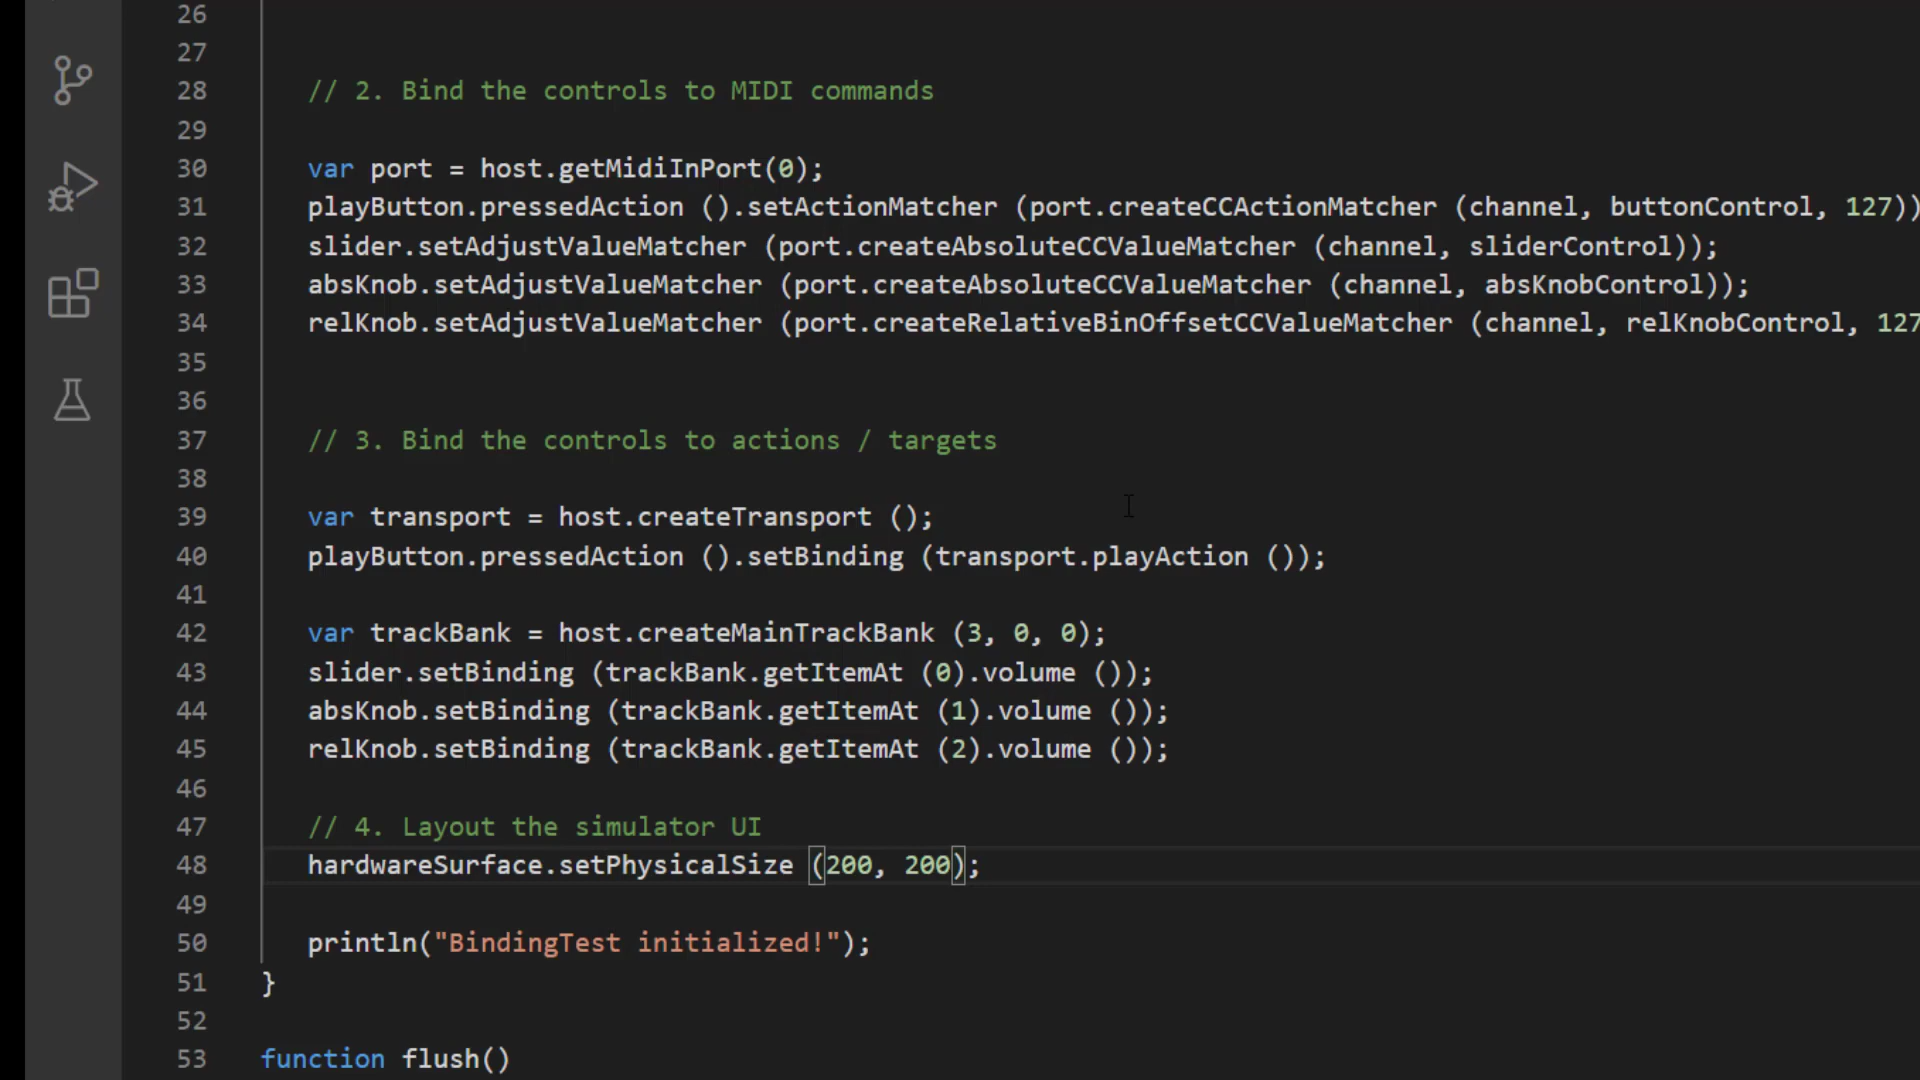 26
27
28 // 2. Bind the controls to MIDI commands
29
30 var port = host.getMidiInPort(0);
31 playButton.pressedAction ().setActionMatcher (port.createCCActionMatcher (channel, buttonControl, 127))
32 slider.setAdjustValueMatcher (port.createAbsoluteCCValueMatcher (channel, sliderControl));
33 absKnob.setAdjustValueMatcher (port.createAbsoluteCCValueMatcher (channel, absKnobControl));
34 relKnob.setAdjustValueMatcher (port.createRelativeBinOffsetCCValueMatcher (channel, relKnobControl, 127
35
36
37 // 3. Bind the controls to actions / targets
38
39 var transport = host.createTransport ();
40 playButton.pressedAction ().setBinding (transport.playAction ());
41
42 var trackBank = host.createMainTrackBank (3, 0, 0);
43 slider.setBinding (trackBank.getItemAt (0).volume ());
44 absKnob.setBinding (trackBank.getItemAt (1).volume ());
45 relKnob.setBinding (trackBank.getItemAt (2).volume ());
46
47 // 4. Layout the simulator UI
48 hardwareSurface.setPhysicalSize (200, 200);
49
50 println("BindingTest initialized!");
51 }
52
53 function flush()